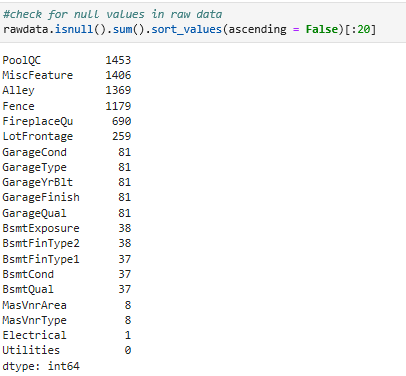 #check for null values in raw data
rawdata.isnull().sum().sort_values(ascending = False)[:20]
PoolQC 1453
MiscFeature 1406
Alley 1369
Fence 1179
FireplaceQu 690
LotFrontage 259
GarageCond 81
GarageType 81
GarageYrBlt 81
GarageFinish 81
GarageQual 81
BsmtExposure 38
BsmtFinType2 38
BsmtFinType1 37
BsmtCond 37
BsmtQual 37
MasVnrArea 8
MasVnrType 8
Electrical 1
Utilities 0
dtype: int64